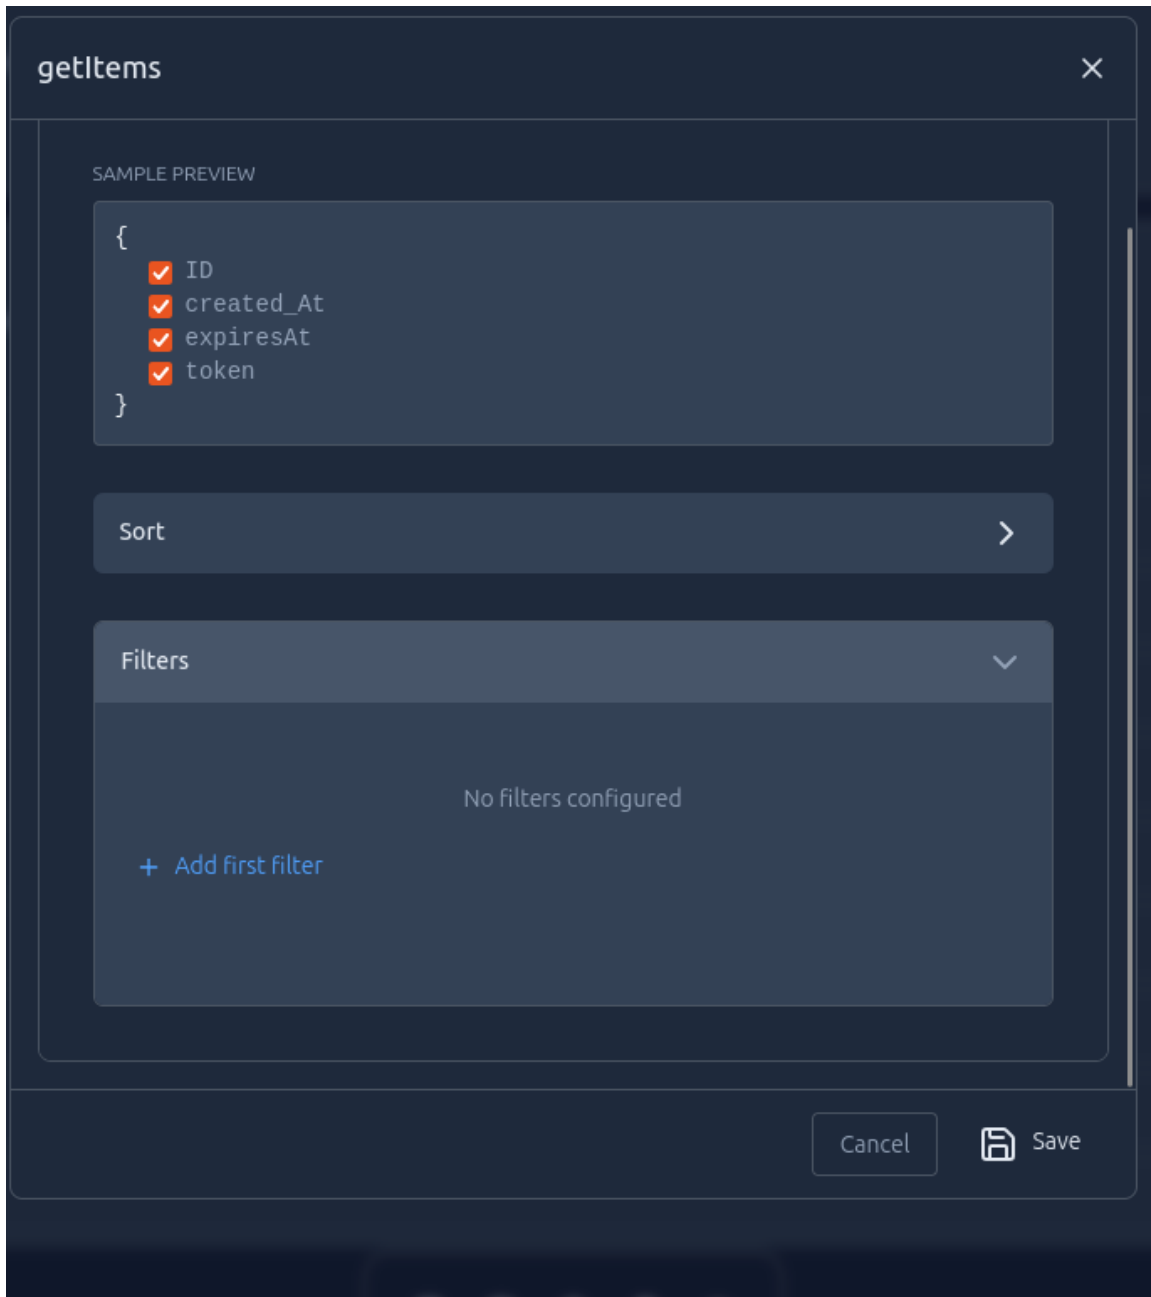 getItems
SAMPLE PREVIEW
{
ID
created_At
expiresAt
token
}
Sort
Filters
No filters configured
+ Add first filter
Cancel
Save